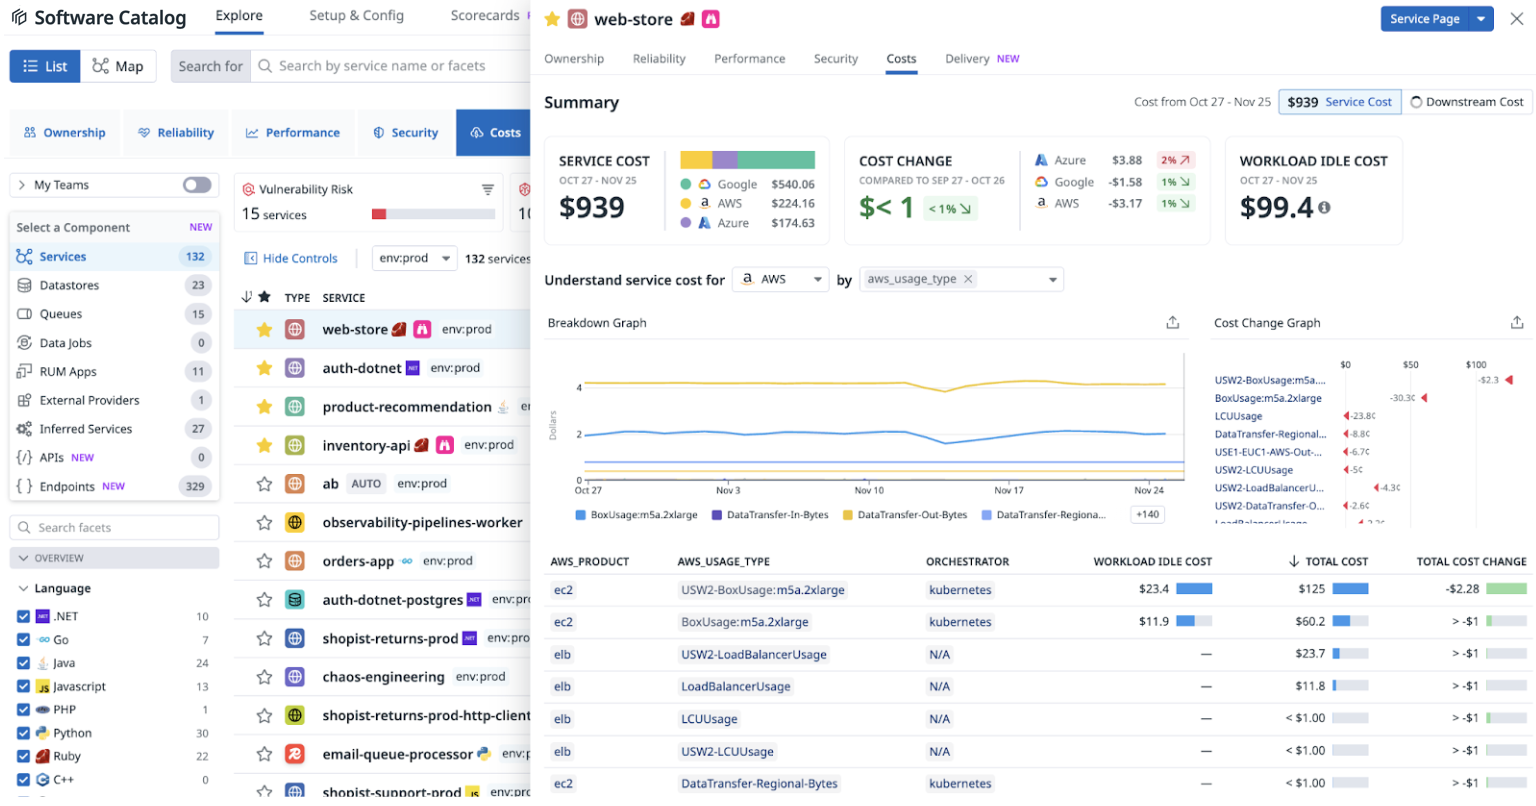 Software Catalog
Explore
Setup & Config
Scorecards
List
Map
Search for
Search by service name or facets
Ownership
Reliability
Performance
Security
Costs
My Teams
Select a Component NEW
Services 132
Datastores 23
Queues 15
Data Jobs 0
RUM Apps 11
External Providers 1
Inferred Services 27
APIs NEW 0
Endpoints NEW 329
Search facets
OVERVIEW
Language
.NET 10
Go 7
Java 24
Javascript 13
PHP 1
Python 30
Ruby 22
C++ 0
Vulnerability Risk
15 services
Hide Controls
env:prod
132 services
TYPE SERVICE
web-store env:prod
auth-dotnet env:prod
product-recommendation
inventory-api env:prod
ab AUTO env:prod
observability-pipelines-worker
orders-app env:prod
auth-dotnet-postgres
shopist-returns-prod
chaos-engineering env:prod
shopist-returns-prod-http-client
email-queue-processor
shopist-support-prod
web-store
Service Page
Ownership
Reliability
Performance
Security
Costs
Delivery NEW
Summary
Cost from Oct 27 - Nov 25
$939 Service Cost
Downstream Cost
SERVICE COST
OCT 27 - NOV 25
$939
Google $540.06
AWS $224.16
Azure $174.63
COST CHANGE
COMPARED TO SEP 27 - OCT 26
$< 1 < 1%
Azure $3.88 2%
Google -$1.58 1%
AWS -$3.17 1%
WORKLOAD IDLE COST
OCT 27 - NOV 25
$99.4
Understand service cost for AWS by aws_usage_type
Breakdown Graph
Dollars
4
2
0
Oct 27 Nov 3 Nov 10 Nov 17 Nov 24
BoxUsage:m5a.2xlarge DataTransfer-In-Bytes DataTransfer-Out-Bytes DataTransfer-Regiona... +140
Cost Change Graph
$0 $50 $100
USW2-BoxUsage:m5a.... -$2.3
BoxUsage:m5a.2xlarge -30.3¢
LCUUsage -23.8¢
DataTransfer-Regional... -8.8¢
USE1-EUC1-AWS-Out-... -6.7¢
USW2-LCUUsage -5¢
USW2-LoadBalancerU... -4.3¢
USW2-DataTransfer-O... -2.6¢
AWS_PRODUCT AWS_USAGE_TYPE ORCHESTRATOR WORKLOAD IDLE COST TOTAL COST TOTAL COST CHANGE
ec2 USW2-BoxUsage:m5a.2xlarge kubernetes $23.4 $125 -$2.28
ec2 BoxUsage:m5a.2xlarge kubernetes $11.9 $60.2 > -$1
elb USW2-LoadBalancerUsage N/A — $23.7 > -$1
elb LoadBalancerUsage N/A — $11.8 > -$1
elb LCUUsage N/A — < $1.00 > -$1
elb USW2-LCUUsage N/A — < $1.00 > -$1
ec2 DataTransfer-Regional-Bytes kubernetes — < $1.00 > -$1